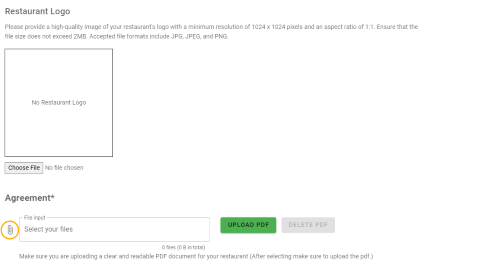 Restaurant Logo
Please provide a high-quality image of your restaurant's logo with a minimum resolution of 1024 x 1024 pixels and an aspect ratio of 1:1. Ensure that the
file size does not exceed 2MB. Accepted file formats include JPG, JPEG, and PNG.
No Restaurant Logo
Choose File No file chosen
Agreement*
File input
Select your files
UPLOAD PDF
DELETE PDF
0 files (0 B in total)
Make sure you are uploading a clear and readable PDF document for your restaurant (After selecting make sure to upload the pdf.)